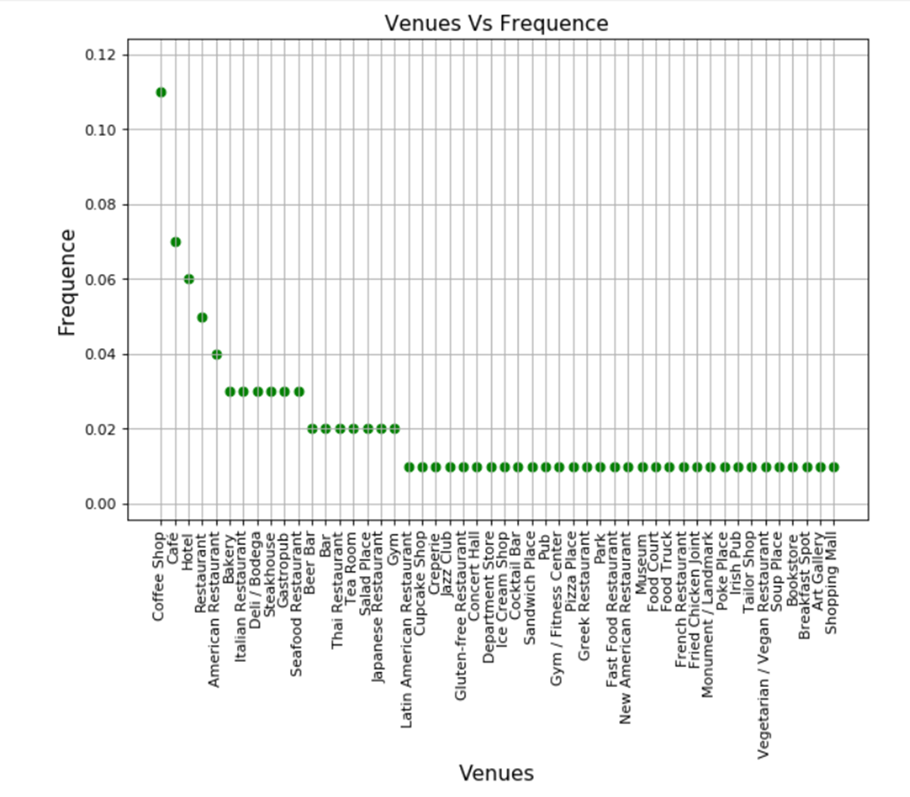 Venues Vs Frequence
Frequence
0.12
0.10
0.08
0.06
0.04
0.02
0.00
Coffee Shop
Café
Hotel
Restaurant
American Restaurant
Bakery
Italian Restaurant
Deli / Bodega
Steakhouse
Gastropub
Seafood Restaurant
Beer Bar
Bar
Thai Restaurant
Tea Room
Salad Place
Japanese Restaurant
Gym
Latin American Restaurant
Cupcake Shop
Creperie
Jazz Club
Gluten-free Restaurant
Concert Hall
Department Store
Ice Cream Shop
Cocktail Bar
Sandwich Place
Pub
Gym / Fitness Center
Pizza Place
Greek Restaurant
Park
Fast Food Restaurant
New American Restaurant
Museum
Food Court
Food Truck
French Restaurant
Fried Chicken Joint
Monument / Landmark
Poke Place
Irish Pub
Tailor Shop
Vegetarian / Vegan Restaurant
Soup Place
Bookstore
Breakfast Spot
Art Gallery
Shopping Mall
Venues